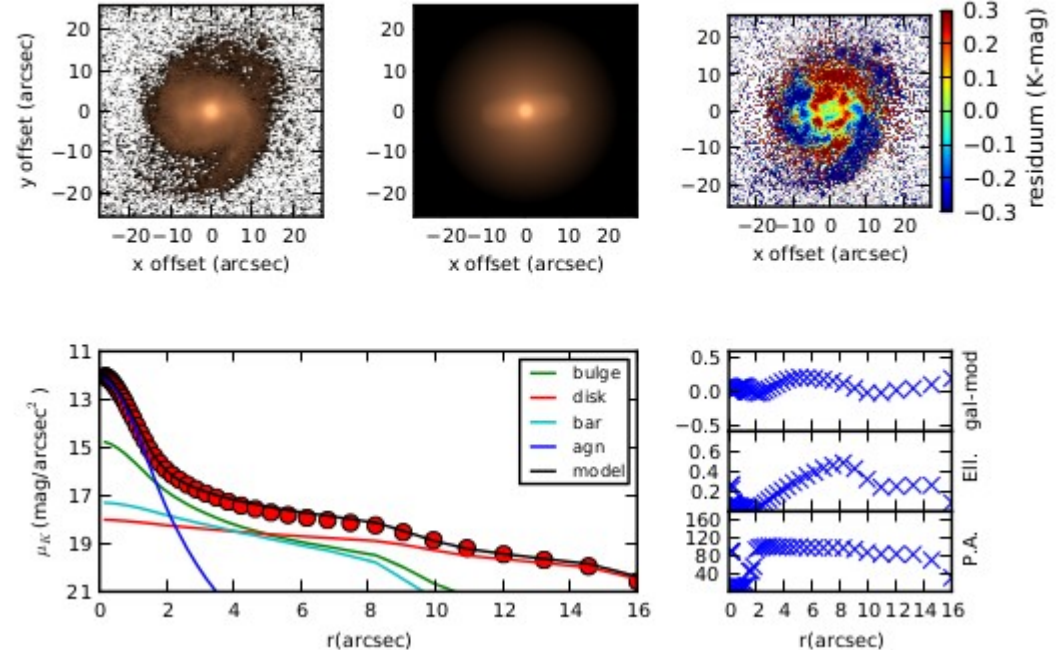 y offset (arcsec)
20
10
0
−10
−20
−20−10 0 10 20
x offset (arcsec)
20
10
0
−10
−20
−20−10 0 10 20
x offset (arcsec)
20
10
0
−10
−20
−20−10 0 10 20
x offset (arcsec)
0.3
0.2
0.1
0.0
−0.1
−0.2
−0.3
residuum (K-mag)
μK (mag/arcsec²)
11
13
15
17
19
21
0 2 4 6 8 10 12 14 16
r(arcsec)
bulge
disk
bar
agn
model
0.5
0.0
−0.5
gal-mod
0.6
0.4
0.2
Ell.
160
120
80
40
P.A.
0 2 4 6 8 10 12 14 16
r(arcsec)